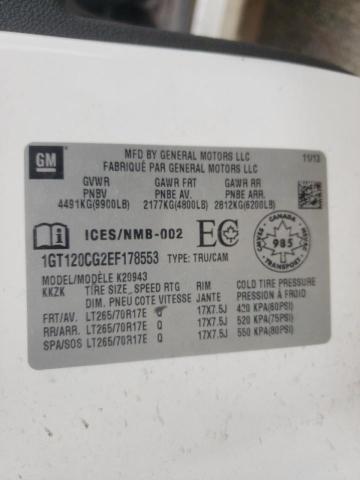 GM
MFD BY GENERAL MOTORS LLC
FABRIQUÉ PAR GENERAL MOTORS LLC
11/13
GVWR GAWR FRT GAWR RR
PNBV PNBE AV. PNBE ARR.
4491KG(9900LB) 2177KG(4800LB) 2812KG(6200LB)
ICES/NMB-002 EC
CANADA
CMVSS 985 NSVAC
1GT120CG2EF178553 TYPE: TRU/CAM
MODEL/MODÈLE K20943
KKZK TIRE SIZE SPEED RTG RIM COLD TIRE PRESSURE
DIM. PNEU COTE VITESSE JANTE PRESSION À FROID
FRT/AV. LT265/70R17E Q 17X7.5J 420 KPA(60PSI)
RR/ARR. LT265/70R17E Q 17X7.5J 520 KPA(75PSI)
SPA/SOS LT265/70R17E Q 17X7.5J 550 KPA(80PSI)